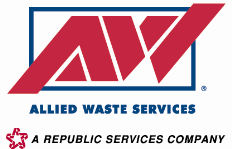 AW®
ALLIED WASTE SERVICES
A REPUBLIC SERVICES COMPANY